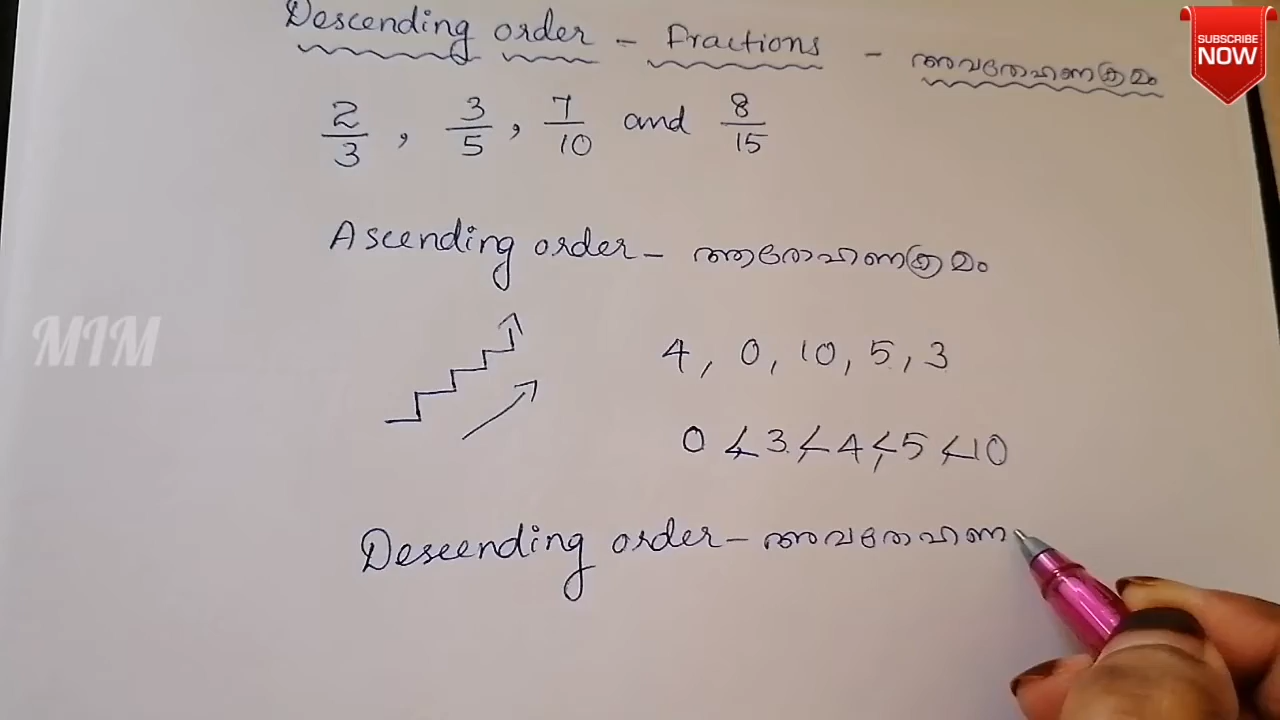 Descending order - Fractions - അവരോഹണക്രമം
SUBSCRIBE NOW
2/3, 3/5, 7/10 and 8/15
Ascending order - ആരോഹണക്രമം
MIM
4, 0, 10, 5, 3
0 < 3 < 4 < 5 < 10
Descending order - അവരോഹണ